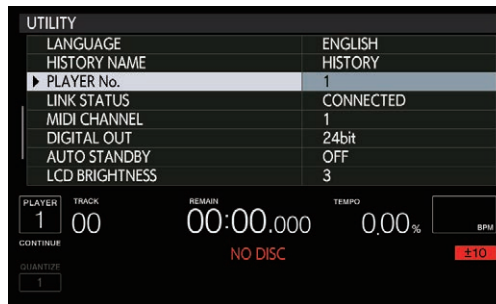 UTILITY
LANGUAGE ENGLISH
HISTORY NAME HISTORY
PLAYER No. 1
LINK STATUS CONNECTED
MIDI CHANNEL 1
DIGITAL OUT 24bit
AUTO STANDBY OFF
LCD BRIGHTNESS 3
PLAYER TRACK REMAIN TEMPO
1 00 00:00.000 0.00% BPM
CONTINUE NO DISC ±10
QUANTIZE
1